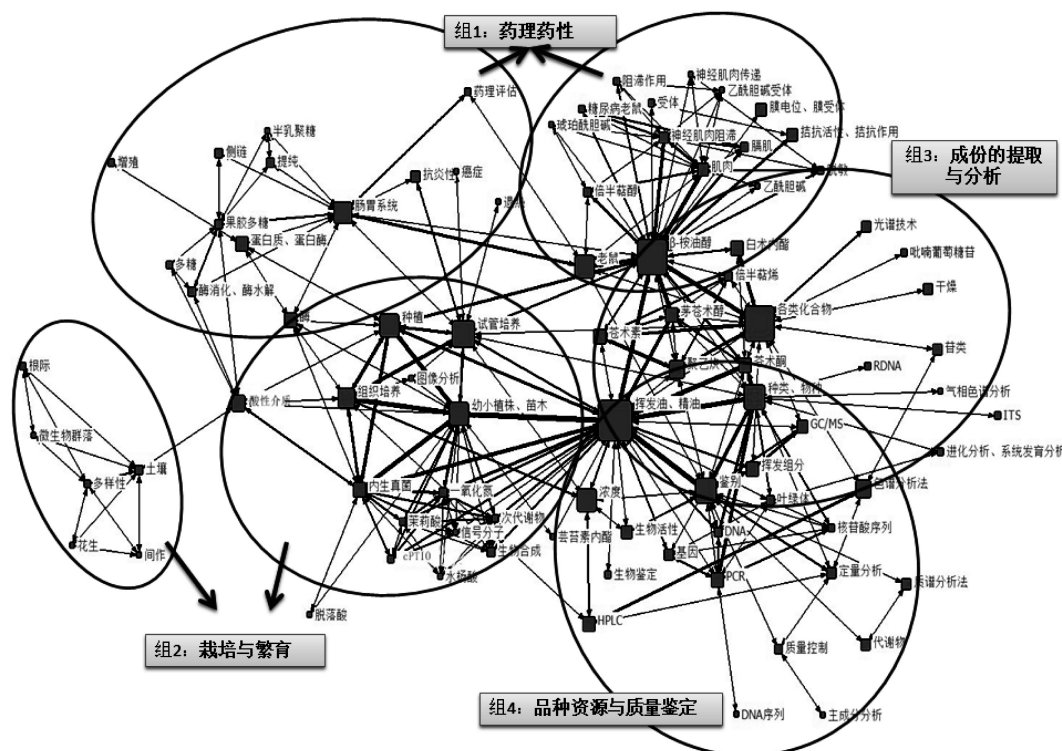 组1：药理药性
阻滞作用
神经肌肉传递
乙酰胆碱受体
药理评估
糖尿病老鼠
受体
膜电位、膜受体
琥珀酰胆碱
神经肌肉阻滞
拮抗活性、拮抗作用
半乳聚糖
侧链
提纯
增殖
膈肌
组3：成份的提取
与分析
抗炎性
癌症
肌肉
倍半萜醇
乙酰胆碱
肠胃系统
果胶多糖
光谱技术
蛋白质、蛋白酶
β-桉油醇
白术内酯
吡喃葡萄糖苷
多糖
老鼠
倍半萜烯
酶消化、酶水解
干燥
酶
种植
试管培养
茅苍术醇
各类化合物
苍术素
苷类
根际
聚乙炔
苍术酮
RDNA
图像分析
酸性介质
组织培养
种类、物种
气相色谱分析
幼小植株、苗木
挥发油、精油
ITS
微生物群落
GC/MS
进化分析、系统发育分析
土壤
挥发组分
多样性
内生真菌
一氧化氮
浓度
鉴别
叶绿体
色谱分析法
茉莉酸
次代谢物
信号分子
芸苔素内酯
生物活性
DNA
核苷酸序列
花生
间作
cPTIO
生物合成
基因
水杨酸
生物鉴定
PCR
定量分析
质谱分析法
脱落酸
HPLC
组2：栽培与繁育
质量控制
代谢物
组4：品种资源与质量鉴定
DNA序列
主成分分析